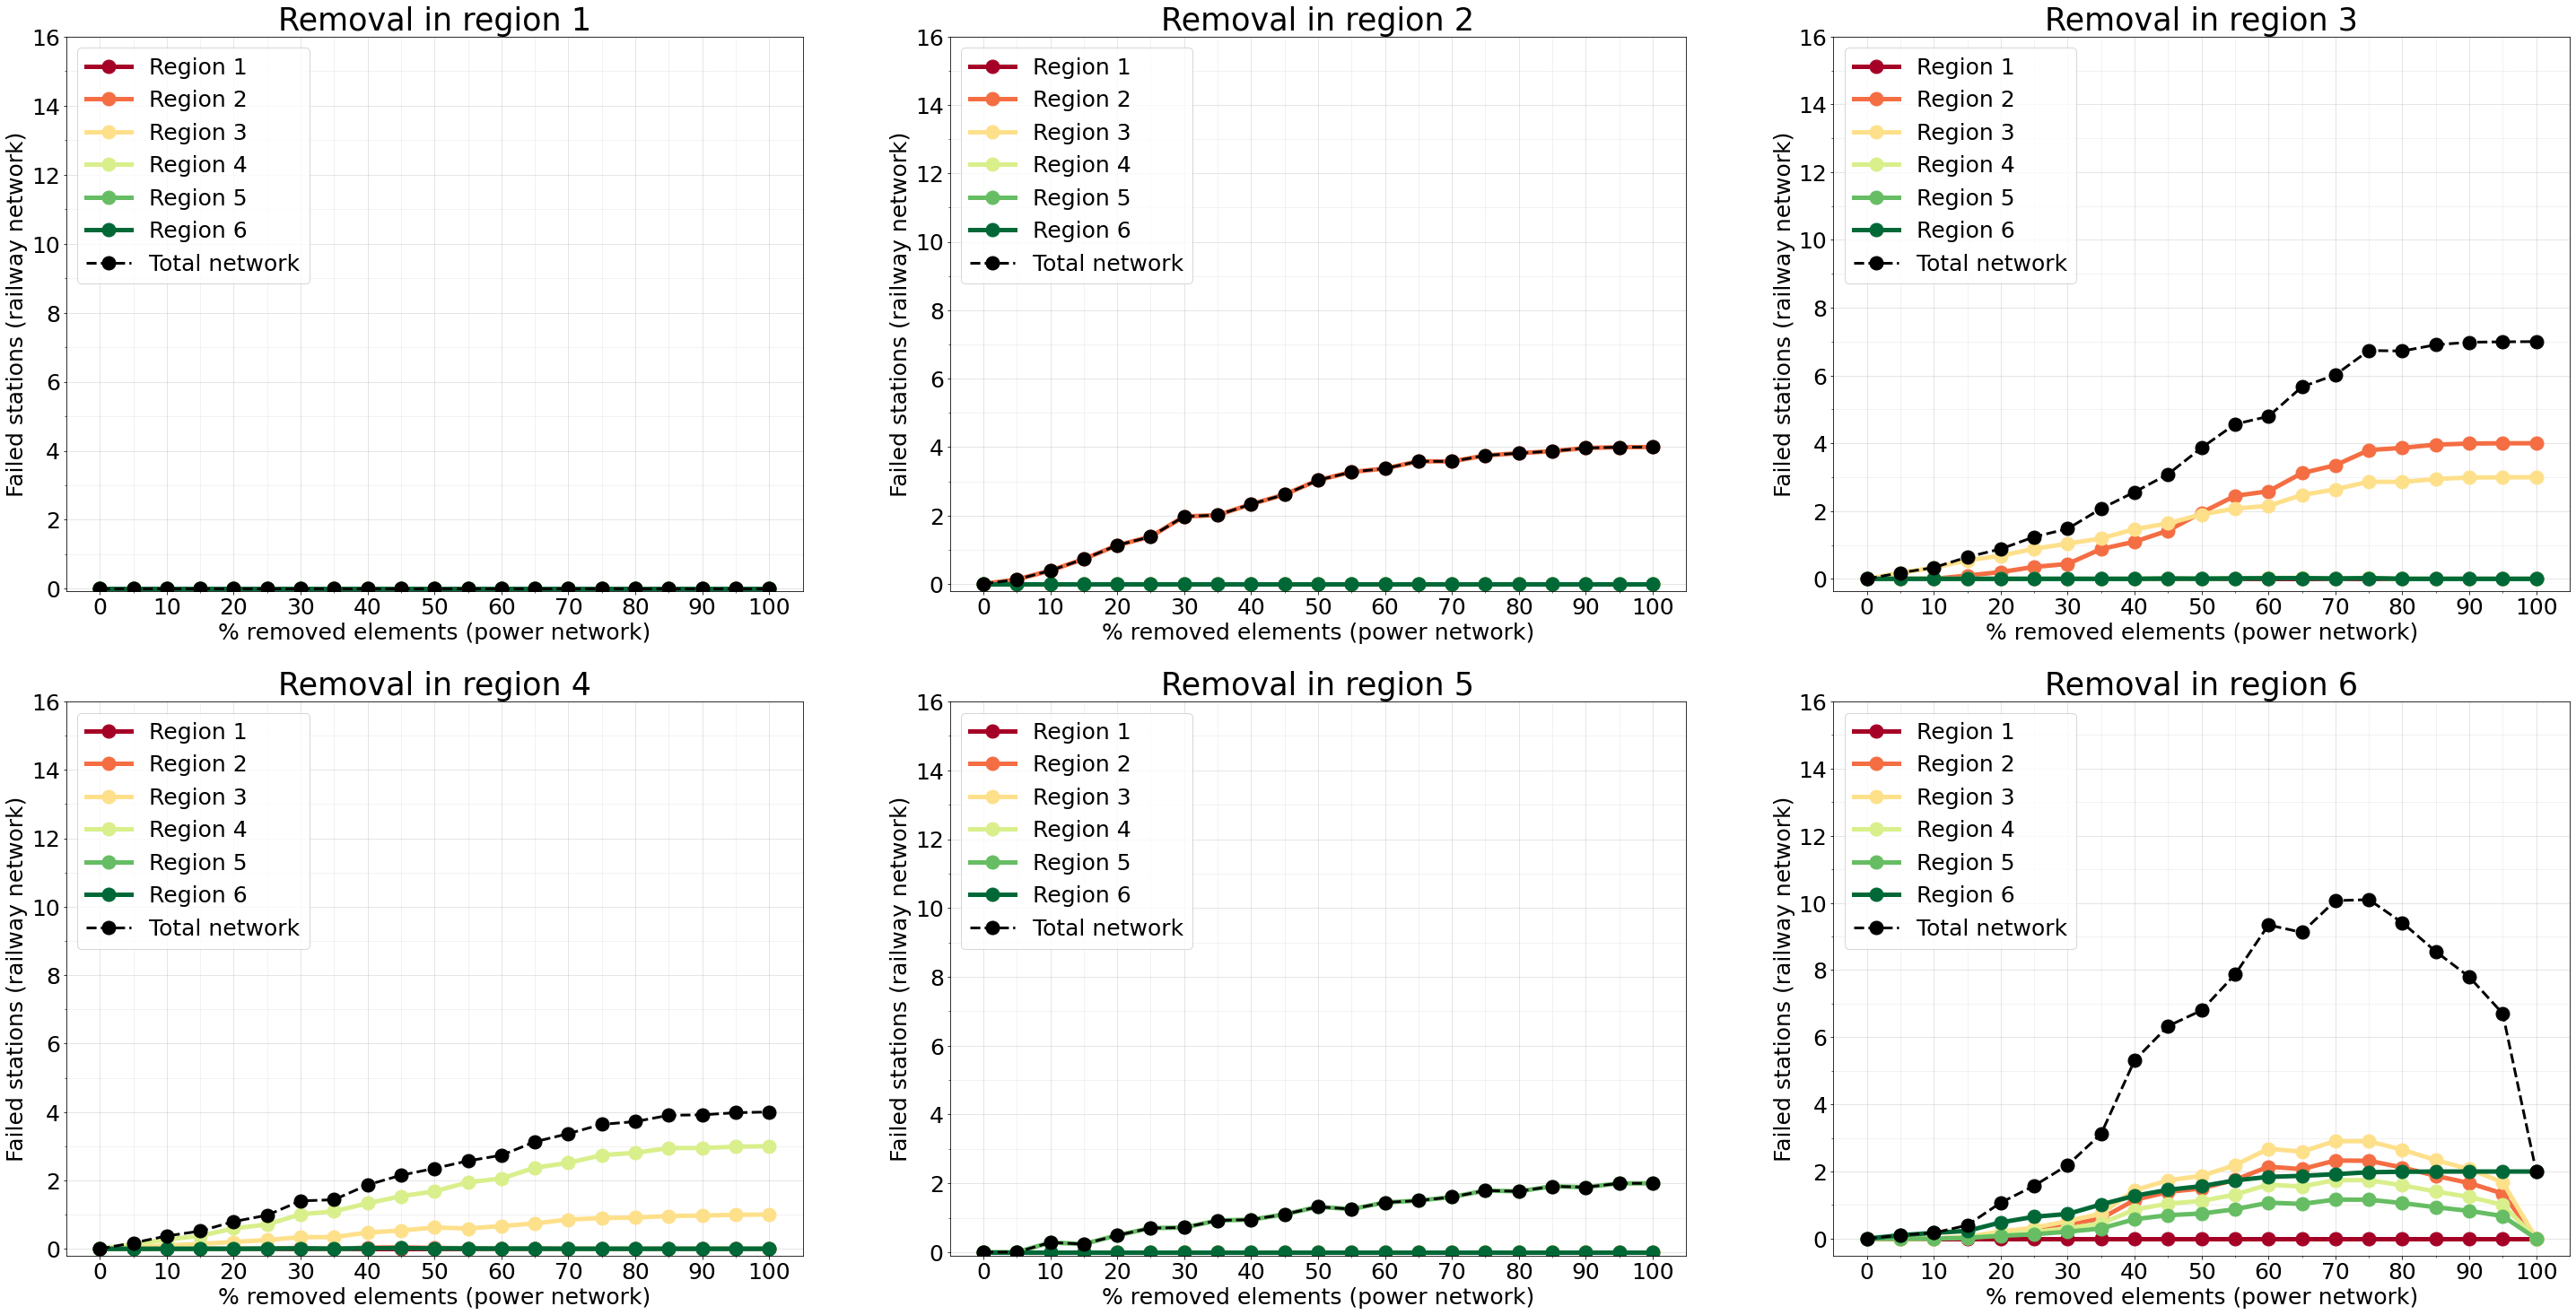 Removal in region 1
16
14
12
10
8
6
4
2
0
Failed stations (railway network)
Region 1
Region 2
Region 3
Region 4
Region 5
Region 6
Total network
0 10 20 30 40 50 60 70 80 90 100
% removed elements (power network)
Removal in region 2
16
14
12
10
8
6
4
2
0
Failed stations (railway network)
Region 1
Region 2
Region 3
Region 4
Region 5
Region 6
Total network
0 10 20 30 40 50 60 70 80 90 100
% removed elements (power network)
Removal in region 3
16
14
12
10
8
6
4
2
0
Failed stations (railway network)
Region 1
Region 2
Region 3
Region 4
Region 5
Region 6
Total network
0 10 20 30 40 50 60 70 80 90 100
% removed elements (power network)
Removal in region 4
16
14
12
10
8
6
4
2
0
Failed stations (railway network)
Region 1
Region 2
Region 3
Region 4
Region 5
Region 6
Total network
0 10 20 30 40 50 60 70 80 90 100
% removed elements (power network)
Removal in region 5
16
14
12
10
8
6
4
2
0
Failed stations (railway network)
Region 1
Region 2
Region 3
Region 4
Region 5
Region 6
Total network
0 10 20 30 40 50 60 70 80 90 100
% removed elements (power network)
Removal in region 6
16
14
12
10
8
6
4
2
0
Failed stations (railway network)
Region 1
Region 2
Region 3
Region 4
Region 5
Region 6
Total network
0 10 20 30 40 50 60 70 80 90 100
% removed elements (power network)